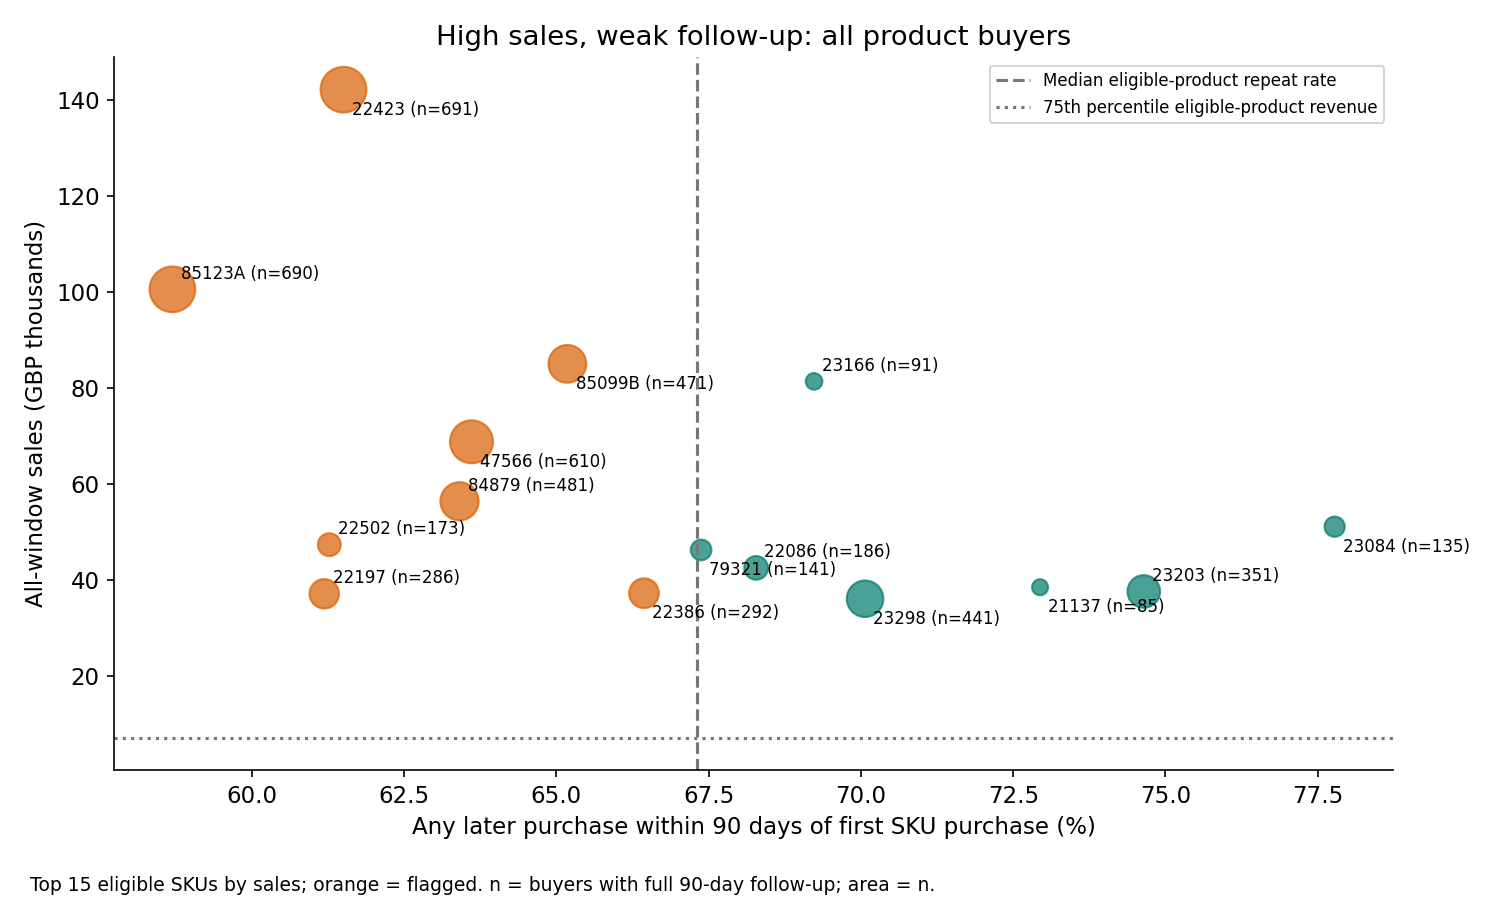 High sales, weak follow-up: all product buyers
Median eligible-product repeat rate
75th percentile eligible-product revenue
All-window sales (GBP thousands)
140
120
100
80
60
40
20
22423 (n=691)
85123A (n=690)
85099B (n=471)
23166 (n=91)
47566 (n=610)
84879 (n=481)
22502 (n=173)
22197 (n=286)
22386 (n=292)
22086 (n=186)
79321 (n=141)
23298 (n=441)
21137 (n=85)
23203 (n=351)
23084 (n=135)
60.0
62.5
65.0
67.5
70.0
72.5
75.0
77.5
Any later purchase within 90 days of first SKU purchase (%)
Top 15 eligible SKUs by sales; orange = flagged. n = buyers with full 90-day follow-up; area = n.